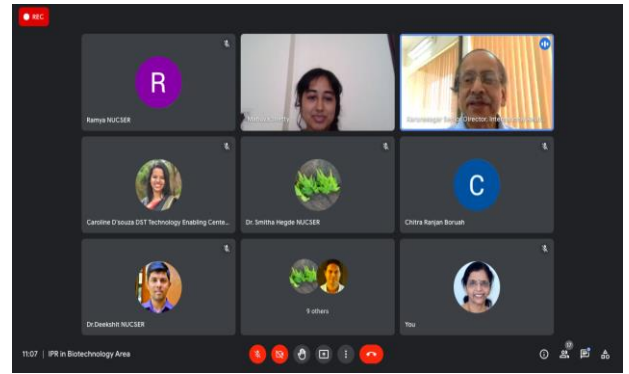 REC
R
Ramya NUCSER
Director,
Caroline D'souza DST Technology Enabling Cente...
Dr. Smitha Hegde NUCSER
C
Chitra Ranjan Boruah
Dr.Deekshit NUCSER
9 others
You
11:07 | IPR in Biotechnology Area